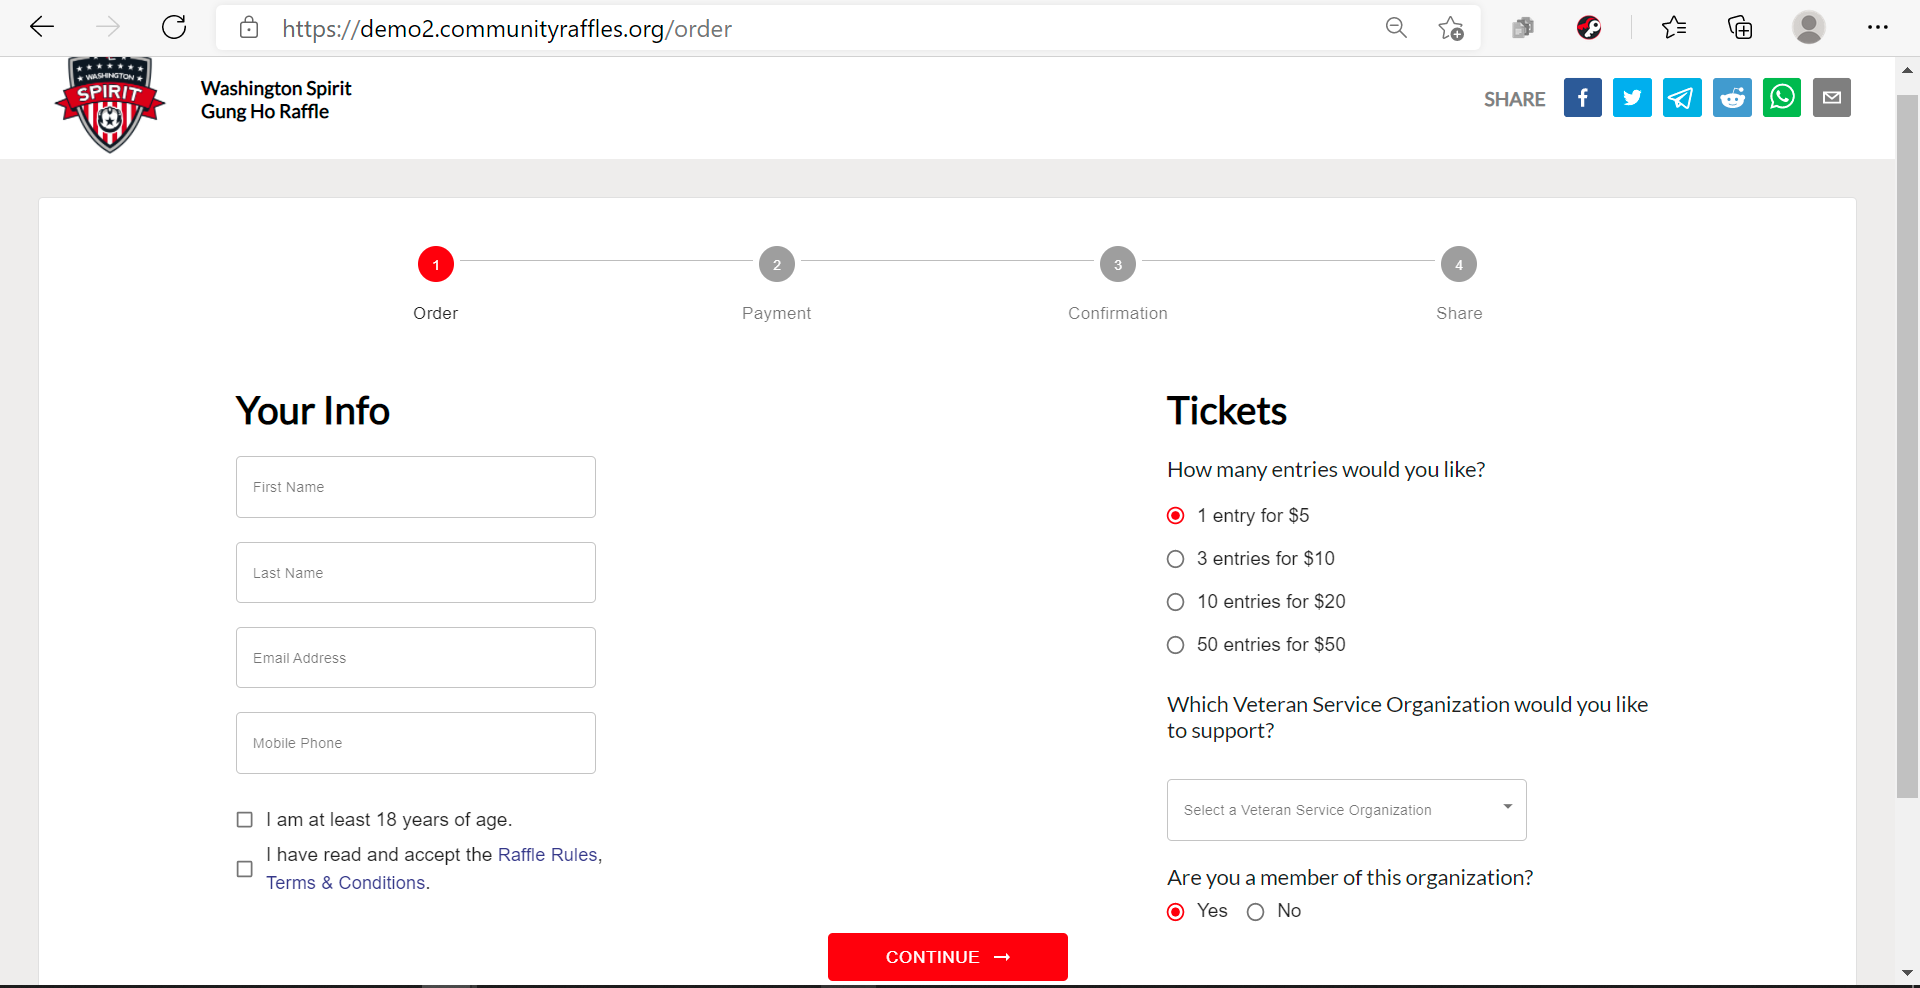 https://demo2.communityraffles.org/order
WASHINGTON
SPIRIT
Washington Spirit
Gung Ho Raffle
SHARE
1
2
3
4
Order
Payment
Confirmation
Share
Your Info
First Name
Last Name
Email Address
Mobile Phone
I am at least 18 years of age.
I have read and accept the Raffle Rules,
Terms & Conditions.
Tickets
How many entries would you like?
1 entry for $5
3 entries for $10
10 entries for $20
50 entries for $50
Which Veteran Service Organization would you like
to support?
Select a Veteran Service Organization
Are you a member of this organization?
Yes
No
CONTINUE →